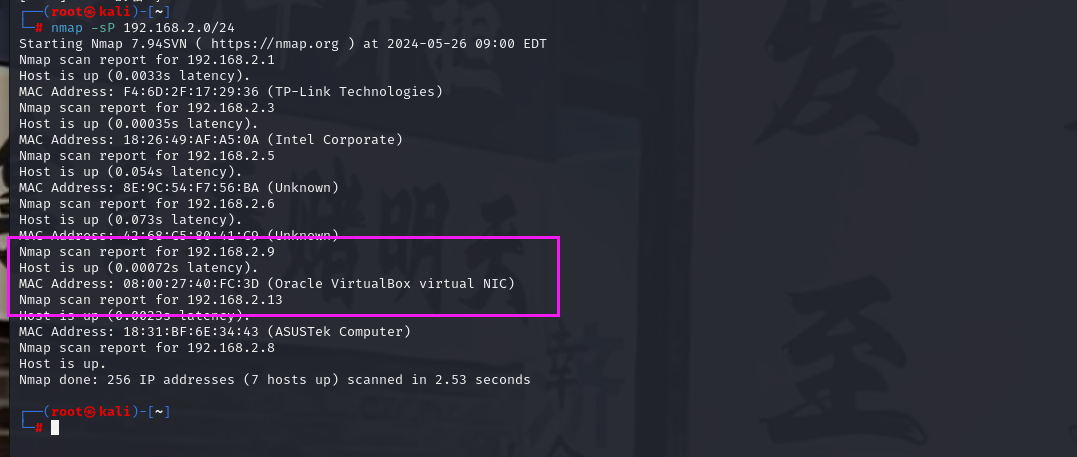 ┌──(root㉿kali)-[~]
└─# nmap -sP 192.168.2.0/24
Starting Nmap 7.94SVN ( https://nmap.org ) at 2024-05-26 09:00 EDT
Nmap scan report for 192.168.2.1
Host is up (0.0033s latency).
MAC Address: F4:6D:2F:17:29:36 (TP-Link Technologies)
Nmap scan report for 192.168.2.3
Host is up (0.00035s latency).
MAC Address: 18:26:49:AF:A5:0A (Intel Corporate)
Nmap scan report for 192.168.2.5
Host is up (0.054s latency).
MAC Address: 8E:9C:54:F7:56:BA (Unknown)
Nmap scan report for 192.168.2.6
Host is up (0.073s latency).
MAC Address: 42:68:C5:80:41:C9 (Unknown)
Nmap scan report for 192.168.2.9
Host is up (0.00072s latency).
MAC Address: 08:00:27:40:FC:3D (Oracle VirtualBox virtual NIC)
Nmap scan report for 192.168.2.13
Host is up (0.0023s latency).
MAC Address: 18:31:BF:6E:34:43 (ASUSTek Computer)
Nmap scan report for 192.168.2.8
Host is up.
Nmap done: 256 IP addresses (7 hosts up) scanned in 2.53 seconds
┌──(root㉿kali)-[~]
└─#
发
至